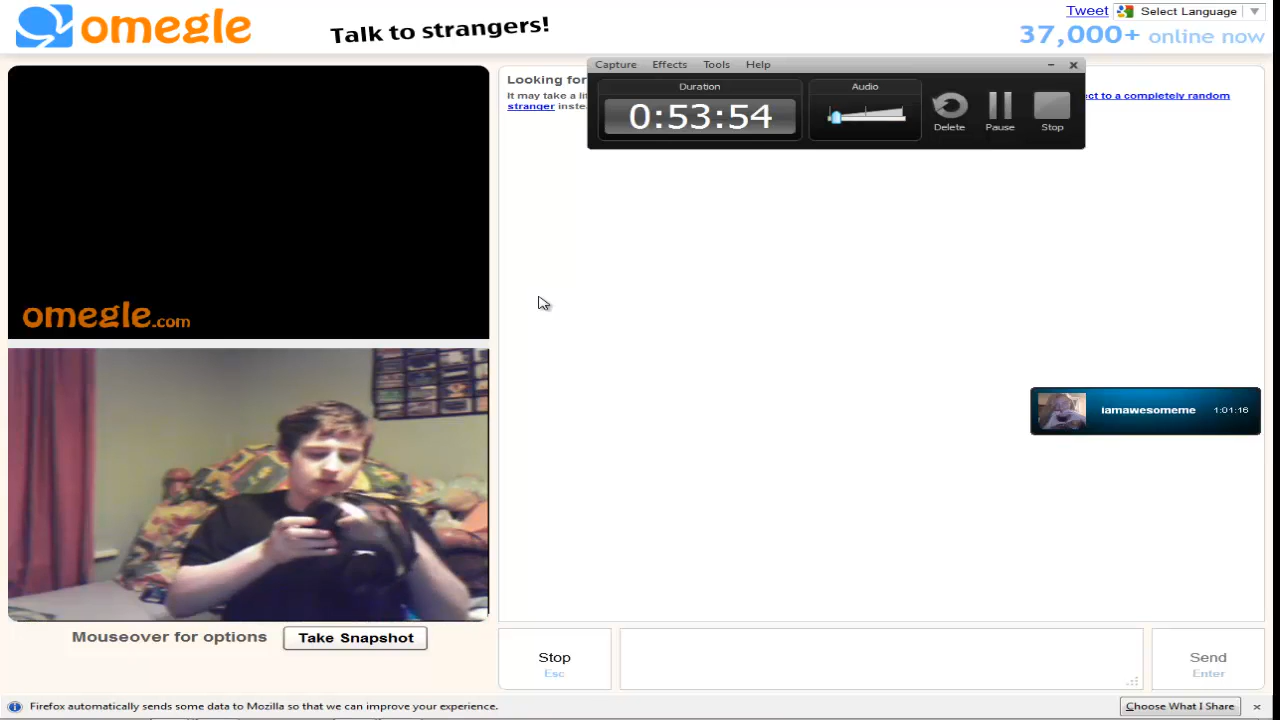 omegle
Talk to strangers!
Tweet
Select Language
37,000+ online now
Looking for
It may take a lit
ect to a completely random
stranger inste
Capture Effects Tools Help
Duration
0:53:54
Audio
Delete
Pause
Stop
omegle.com
iamawesomeme 1:01:16
Mouseover for options
Take Snapshot
Stop
Esc
Send
Enter
Firefox automatically sends some data to Mozilla so that we can improve your experience.
Choose What I Share